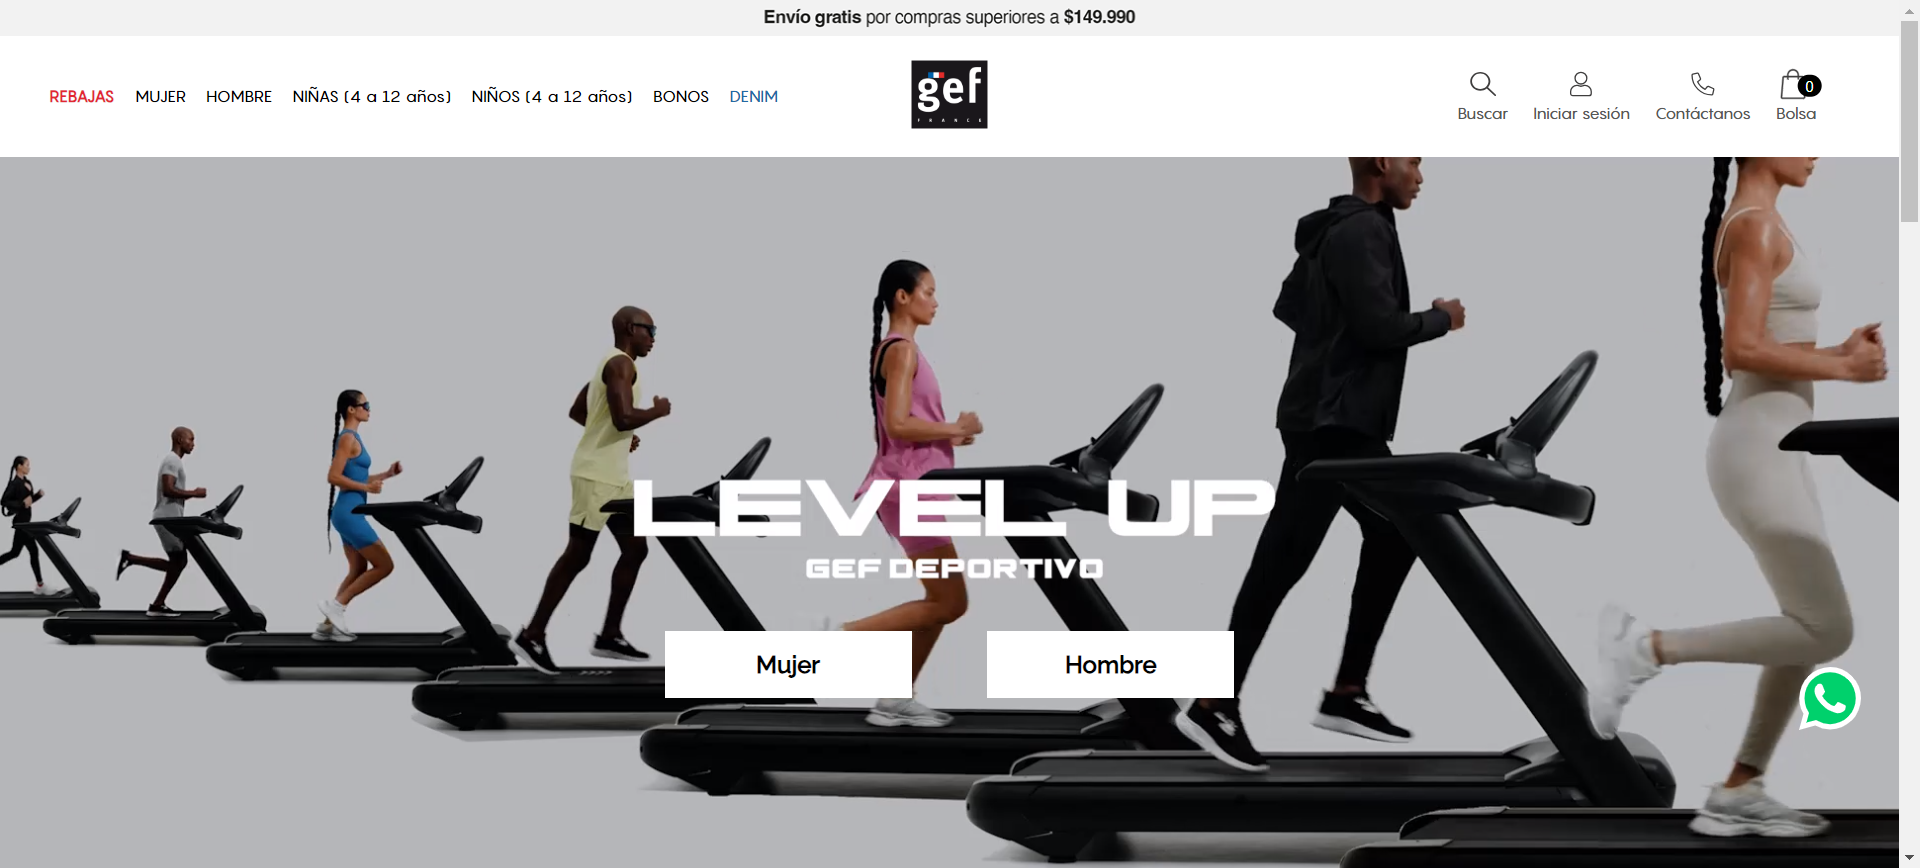 Envío gratis por compras superiores a $149.990
REBAJAS MUJER HOMBRE NIÑAS (4 a 12 años) NIÑOS (4 a 12 años) BONOS DENIM
gef
FRANCE
0
Buscar Iniciar sesión Contáctanos Bolsa
LEVEL UP
GEF DEPORTIVO
Mujer Hombre